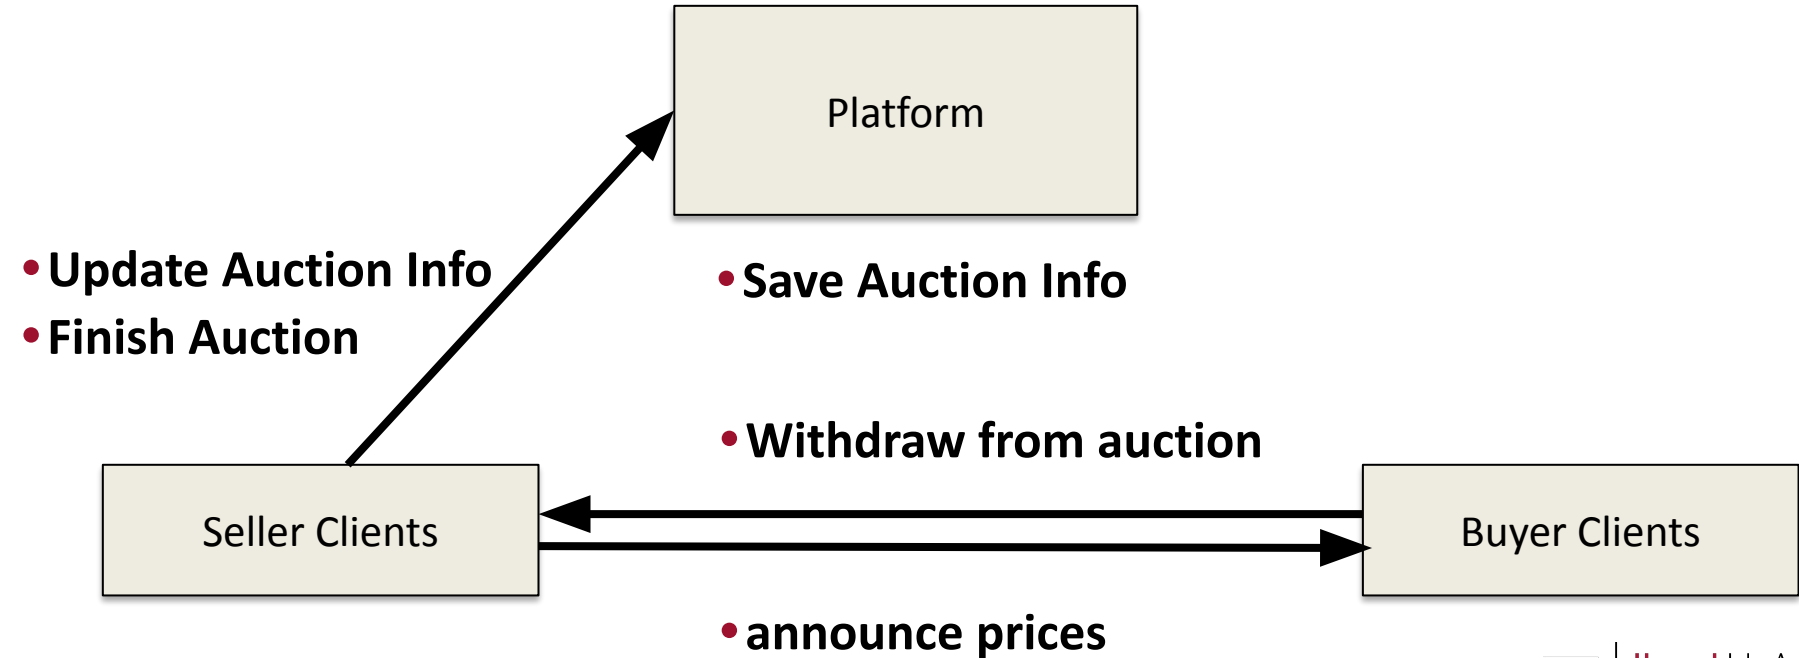 Platform
•Update Auction Info
•Finish Auction
•Save Auction Info
•Withdraw from auction
Seller Clients
Buyer Clients
•announce prices